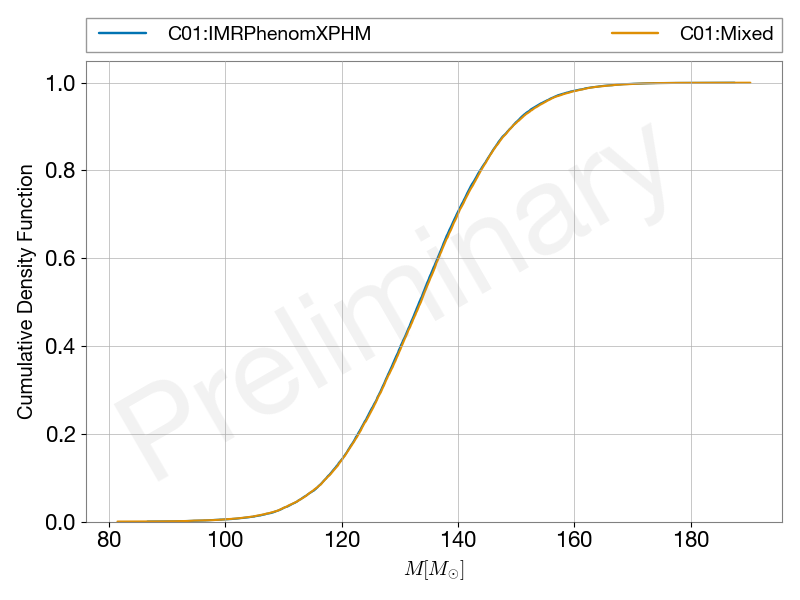 C01:IMRPhenomXPHM C01:Mixed
Cumulative Density Function
1.0
0.8
0.6
0.4
0.2
0.0
80 100 120 140 160 180
M[M☉]
Preliminary